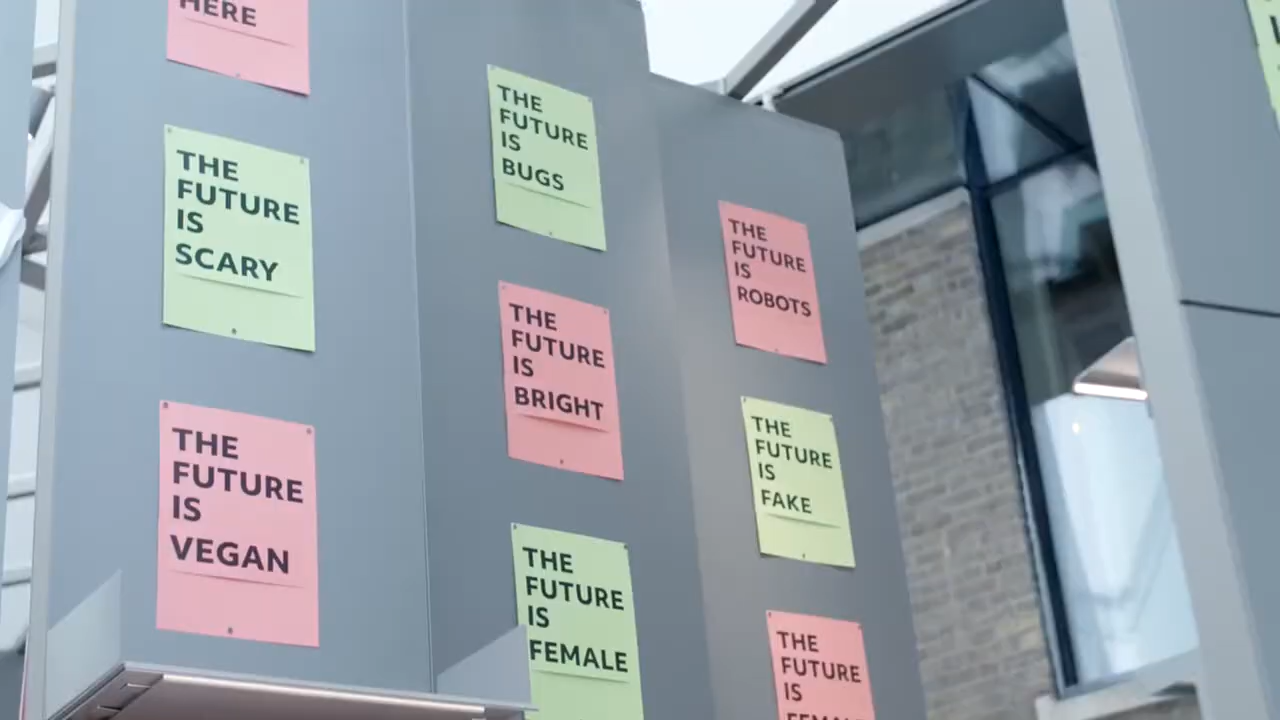 HERE
THE
FUTURE
IS
SCARY
THE
FUTURE
IS
VEGAN
THE
FUTURE
IS
BUGS
THE
FUTURE
IS
BRIGHT
THE
FUTURE
IS
FEMALE
THE
FUTURE
IS
ROBOTS
THE
FUTURE
IS
FAKE
THE
FUTURE
IS